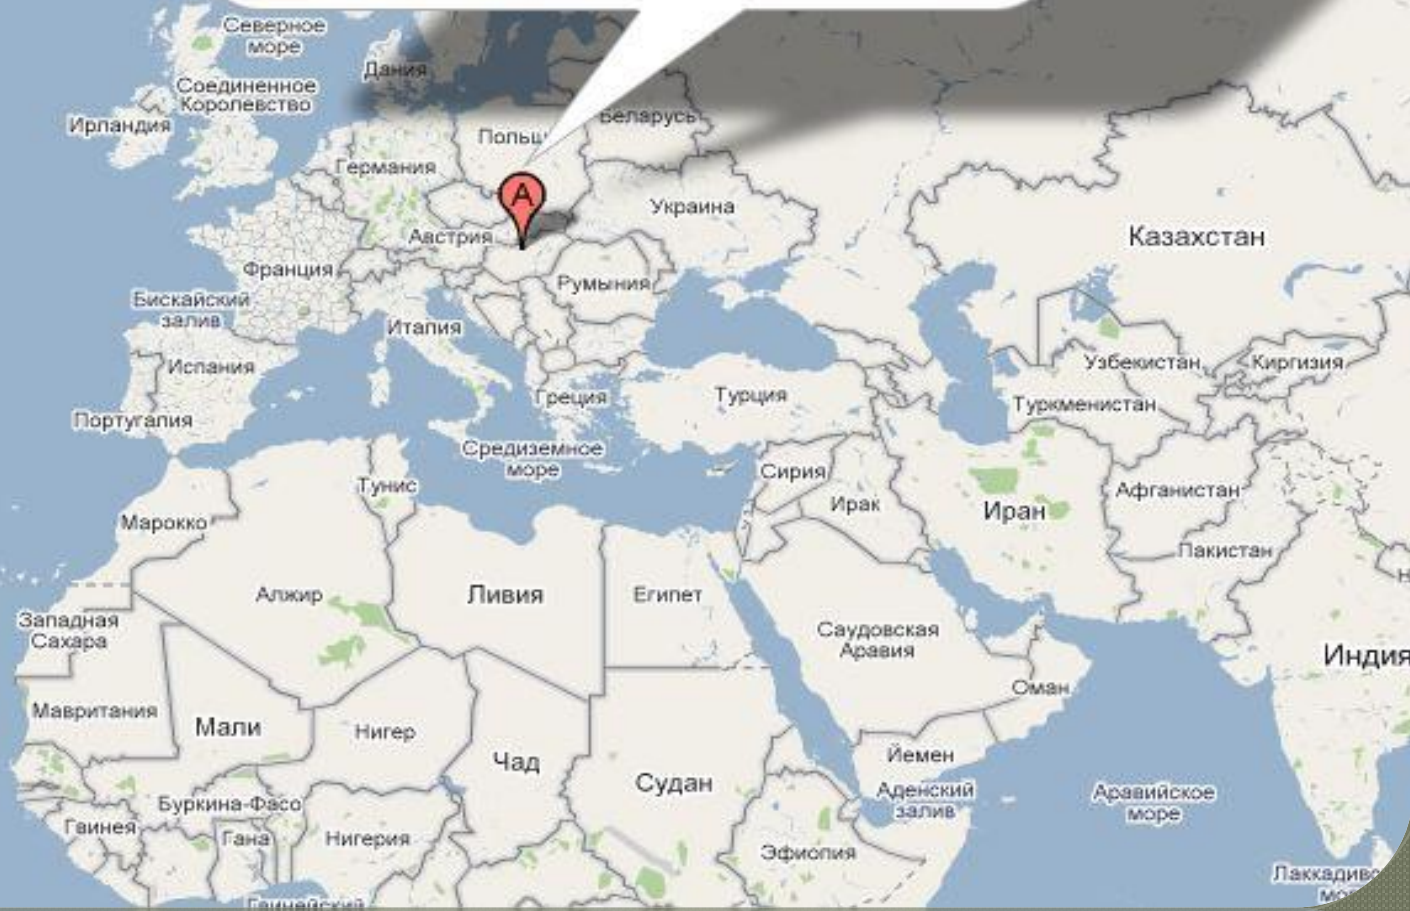 Северное
море
Дания
Соединенное
Королевство
Ирландия
Беларусь
Польш
Германия
A
Украина
Австрия
Казахстан
Франция
Румыния
Бискайский
залив
Италия
Испания
Узбекистан
Киргизия
Греция
Турция
Туркменистан
Португалия
Средиземное
море
Сирия
Тунис
Афганистан
Ирак
Иран
Марокко
Пакистан
Алжир
Ливия
Египет
Западная
Сахара
Саудовская
Аравия
Индия
Оман
Мавритания
Мали
Нигер
Йемен
Чад
Судан
Аденский
залив
Аравийское
море
Буркина-Фасо
Гвинея
Гана
Нигерия
Эфиопия